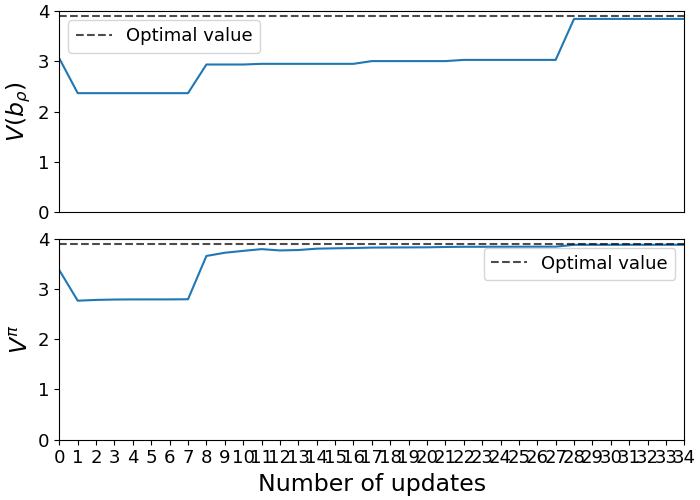 4
Optimal value
3
2
1
0
V(b_ρ)
4
Optimal value
3
2
1
0
V^π
0 1 2 3 4 5 6 7 8 9 10 11 12 13 14 15 16 17 18 19 20 21 22 23 24 25 26 27 28 29 30 31 32 33 34
Number of updates